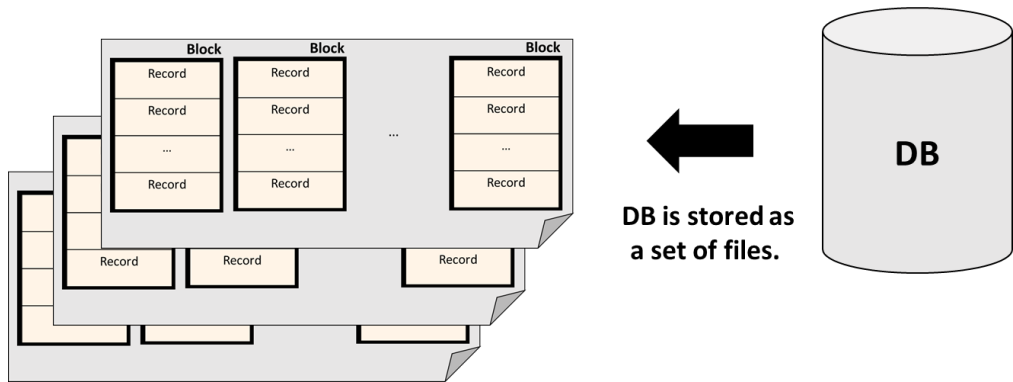 Block Block Block
Record Record Record
Record Record Record
... ... ... ...
Record Record Record
Record Record Record
DB
DB is stored as
a set of files.